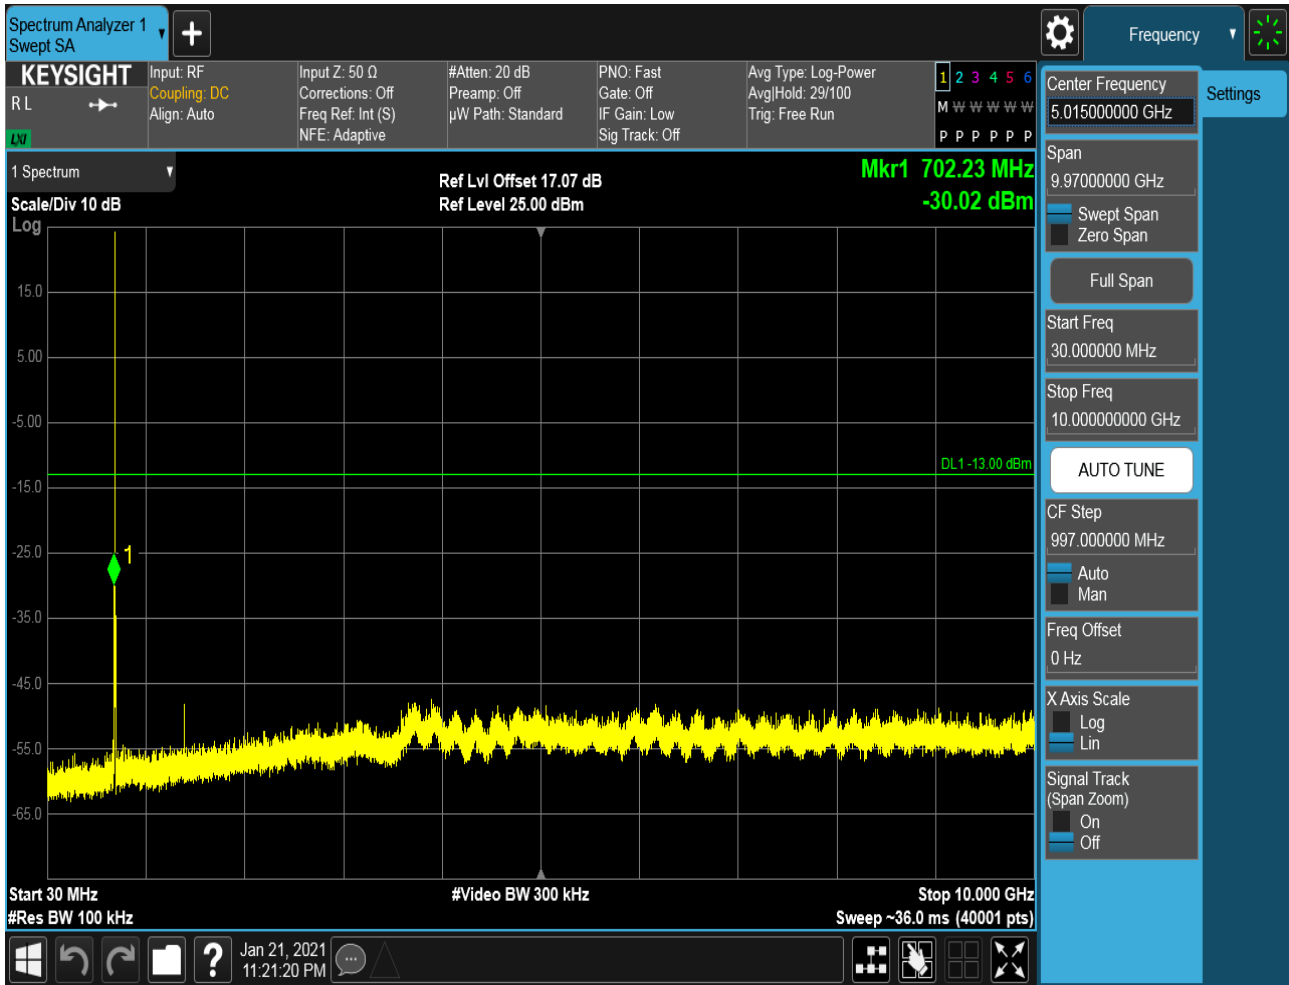 Spectrum Analyzer 1
Swept SA
Frequency
KEYSIGHT
R L
LXI
Input: RF
Coupling: DC
Align: Auto
Input Z: 50 Ω
Corrections: Off
Freq Ref: Int (S)
NFE: Adaptive
#Atten: 20 dB
Preamp: Off
µW Path: Standard
PNO: Fast
Gate: Off
IF Gain: Low
Sig Track: Off
Avg Type: Log-Power
Avg|Hold: 29/100
Trig: Free Run
1 2 3 4 5 6
M W W W W W
P P P P P P
1 Spectrum
Scale/Div 10 dB
Log
Ref Lvl Offset 17.07 dB
Ref Level 25.00 dBm
Mkr1 702.23 MHz
-30.02 dBm
15.0
5.00
-5.00
DL1 -13.00 dBm
-15.0
-25.0
1
-35.0
-45.0
-55.0
-65.0
Start 30 MHz
#Res BW 100 kHz
#Video BW 300 kHz
Stop 10.000 GHz
Sweep ~36.0 ms (40001 pts)
?
Jan 21, 2021
11:21:20 PM
Center Frequency
5.015000000 GHz
Settings
Span
9.97000000 GHz
Swept Span
Zero Span
Full Span
Start Freq
30.000000 MHz
Stop Freq
10.000000000 GHz
AUTO TUNE
CF Step
997.000000 MHz
Auto
Man
Freq Offset
0 Hz
X Axis Scale
Log
Lin
Signal Track
(Span Zoom)
On
Off